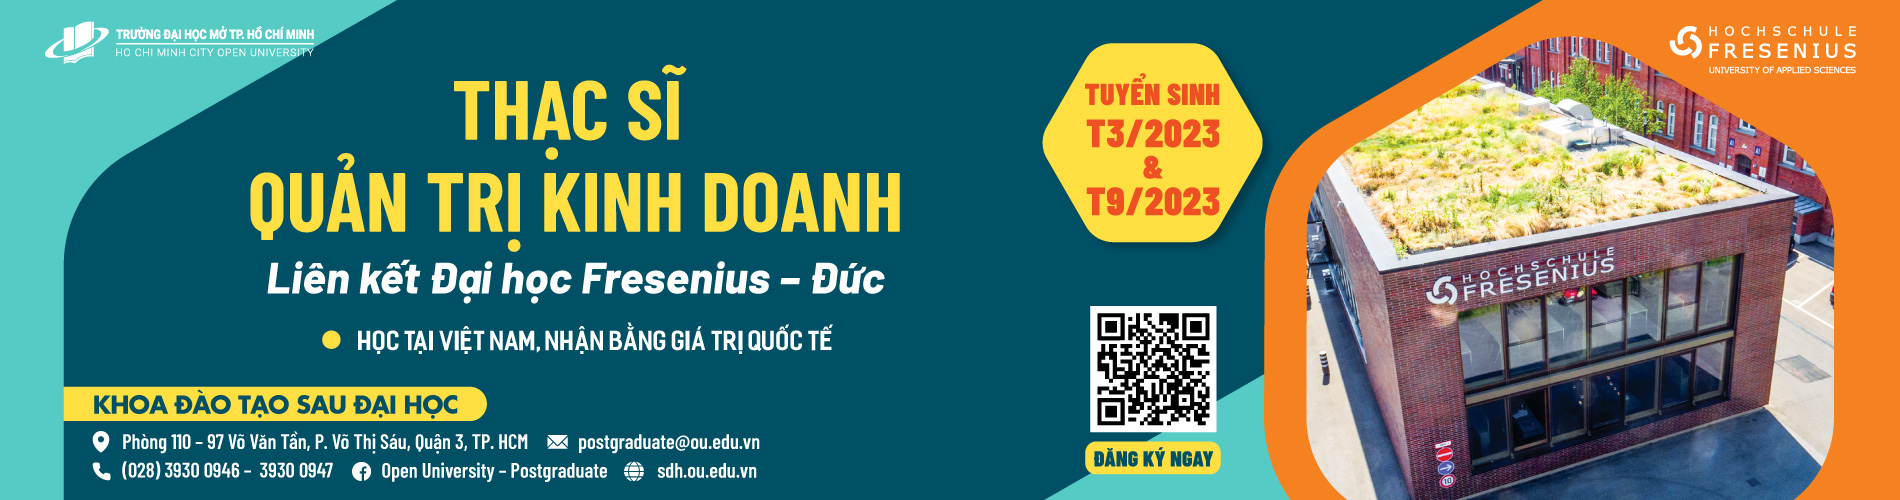 TRƯỜNG ĐẠI HỌC MỞ TP. HỒ CHÍ MINH
HO CHI MINH CITY OPEN UNIVERSITY
THẠC SĨ
QUẢN TRỊ KINH DOANH
Liên kết Đại học Fresenius – Đức
HỌC TẠI VIỆT NAM, NHẬN BẰNG GIÁ TRỊ QUỐC TẾ
KHOA ĐÀO TẠO SAU ĐẠI HỌC
Phòng 110 – 97 Võ Văn Tần, P. Võ Thị Sáu, Quận 3, TP. HCM
postgraduate@ou.edu.vn
(028) 3930 0946 – 3930 0947
Open University – Postgraduate
sdh.ou.edu.vn
TUYỂN SINH
T3/2023
&
T9/2023
ĐĂNG KÝ NGAY
HOCHSCHULE
FRESENIUS
UNIVERSITY OF APPLIED SCIENCES
HOCHSCHULE
FRESENIUS
10